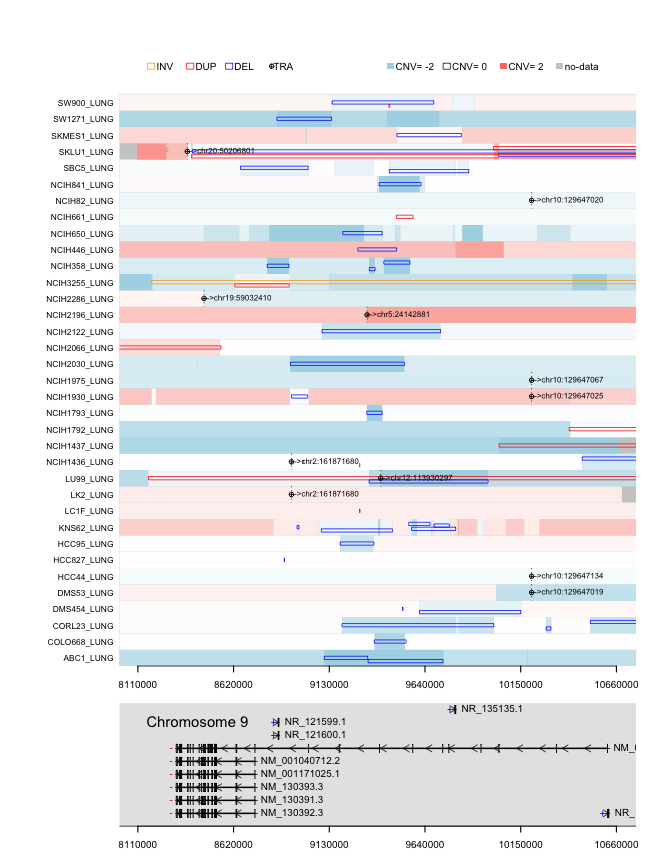 INV DUP DEL TRA CNV= -2 CNV= 0 CNV= 2 no-data
SW900_LUNG
SW1271_LUNG
SKMES1_LUNG
SKLU1_LUNG ->chr20:50206801
SBC5_LUNG
NCIH841_LUNG
NCIH82_LUNG ->chr10:129647020
NCIH661_LUNG
NCIH650_LUNG
NCIH446_LUNG
NCIH358_LUNG
NCIH3255_LUNG
NCIH2286_LUNG ->chr19:59032410
NCIH2196_LUNG ->chr5:24142881
NCIH2122_LUNG
NCIH2066_LUNG
NCIH2030_LUNG
NCIH1975_LUNG ->chr10:129647067
NCIH1930_LUNG ->chr10:129647025
NCIH1793_LUNG
NCIH1792_LUNG
NCIH1437_LUNG
NCIH1436_LUNG ->chr2:161871680
LU99_LUNG ->chr12:113930297
LK2_LUNG ->chr2:161871680
LC1F_LUNG
KNS62_LUNG
HCC95_LUNG
HCC827_LUNG
HCC44_LUNG ->chr10:129647134
DMS53_LUNG ->chr10:129647019
DMS454_LUNG
CORL23_LUNG
COLO668_LUNG
ABC1_LUNG
8110000 8620000 9130000 9640000 10150000 10660000
NR_135135.1
Chromosome 9 NR_121599.1
NR_121600.1
NM_
NM_001040712.2
NM_001171025.1
NM_130393.3
NM_130391.3
NM_130392.3 NR_
8110000 8620000 9130000 9640000 10150000 10660000